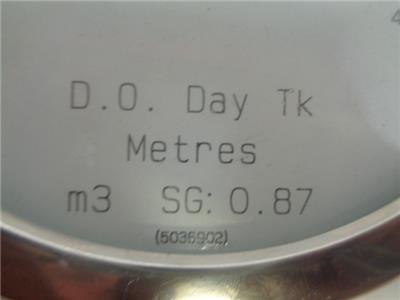 D.O. Day Tk
Metres
m3 SG: 0.87
(5036902)